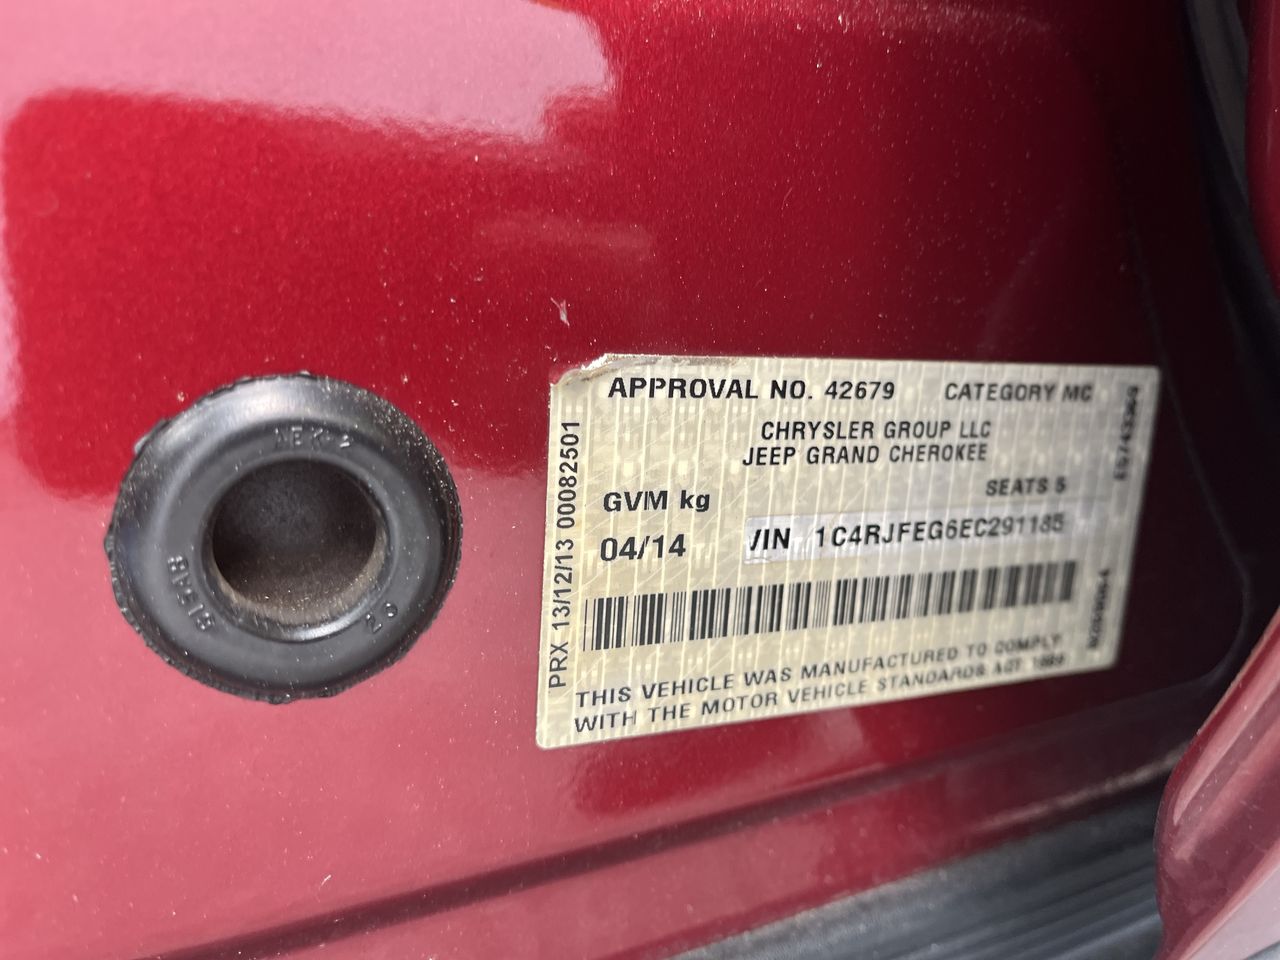 APPROVAL NO. 42679 CATEGORY MC
CHRYSLER GROUP LLC
JEEP GRAND CHEROKEE
SEATS 5
GVM kg
04/14 /IN 1C4RJFEG6EC291185
THIS VEHICLE WAS MANUFACTURED TO COMPLY
WITH THE MOTOR VEHICLE STANDARDS ACT 1989
PRX 13/12/13 00082501